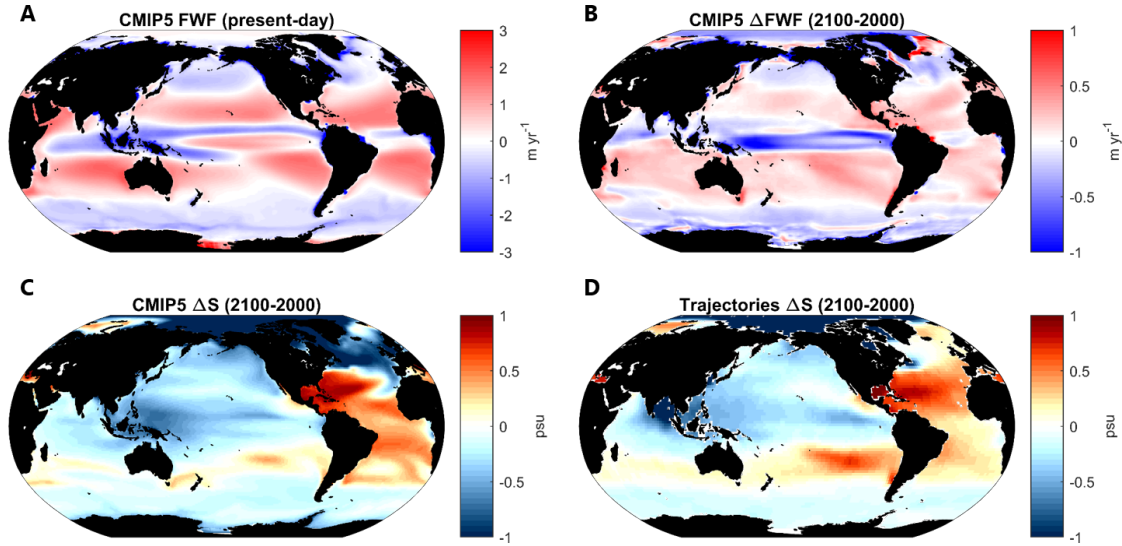 A
CMIP5 FWF (present-day)
3
2
1
0
-1
-2
-3
m yr-1
B
CMIP5 ΔFWF (2100-2000)
1
0.5
0
-0.5
-1
m yr-1
C
CMIP5 ΔS (2100-2000)
1
0.5
0
-0.5
-1
psu
D
Trajectories ΔS (2100-2000)
1
0.5
0
-0.5
-1
psu